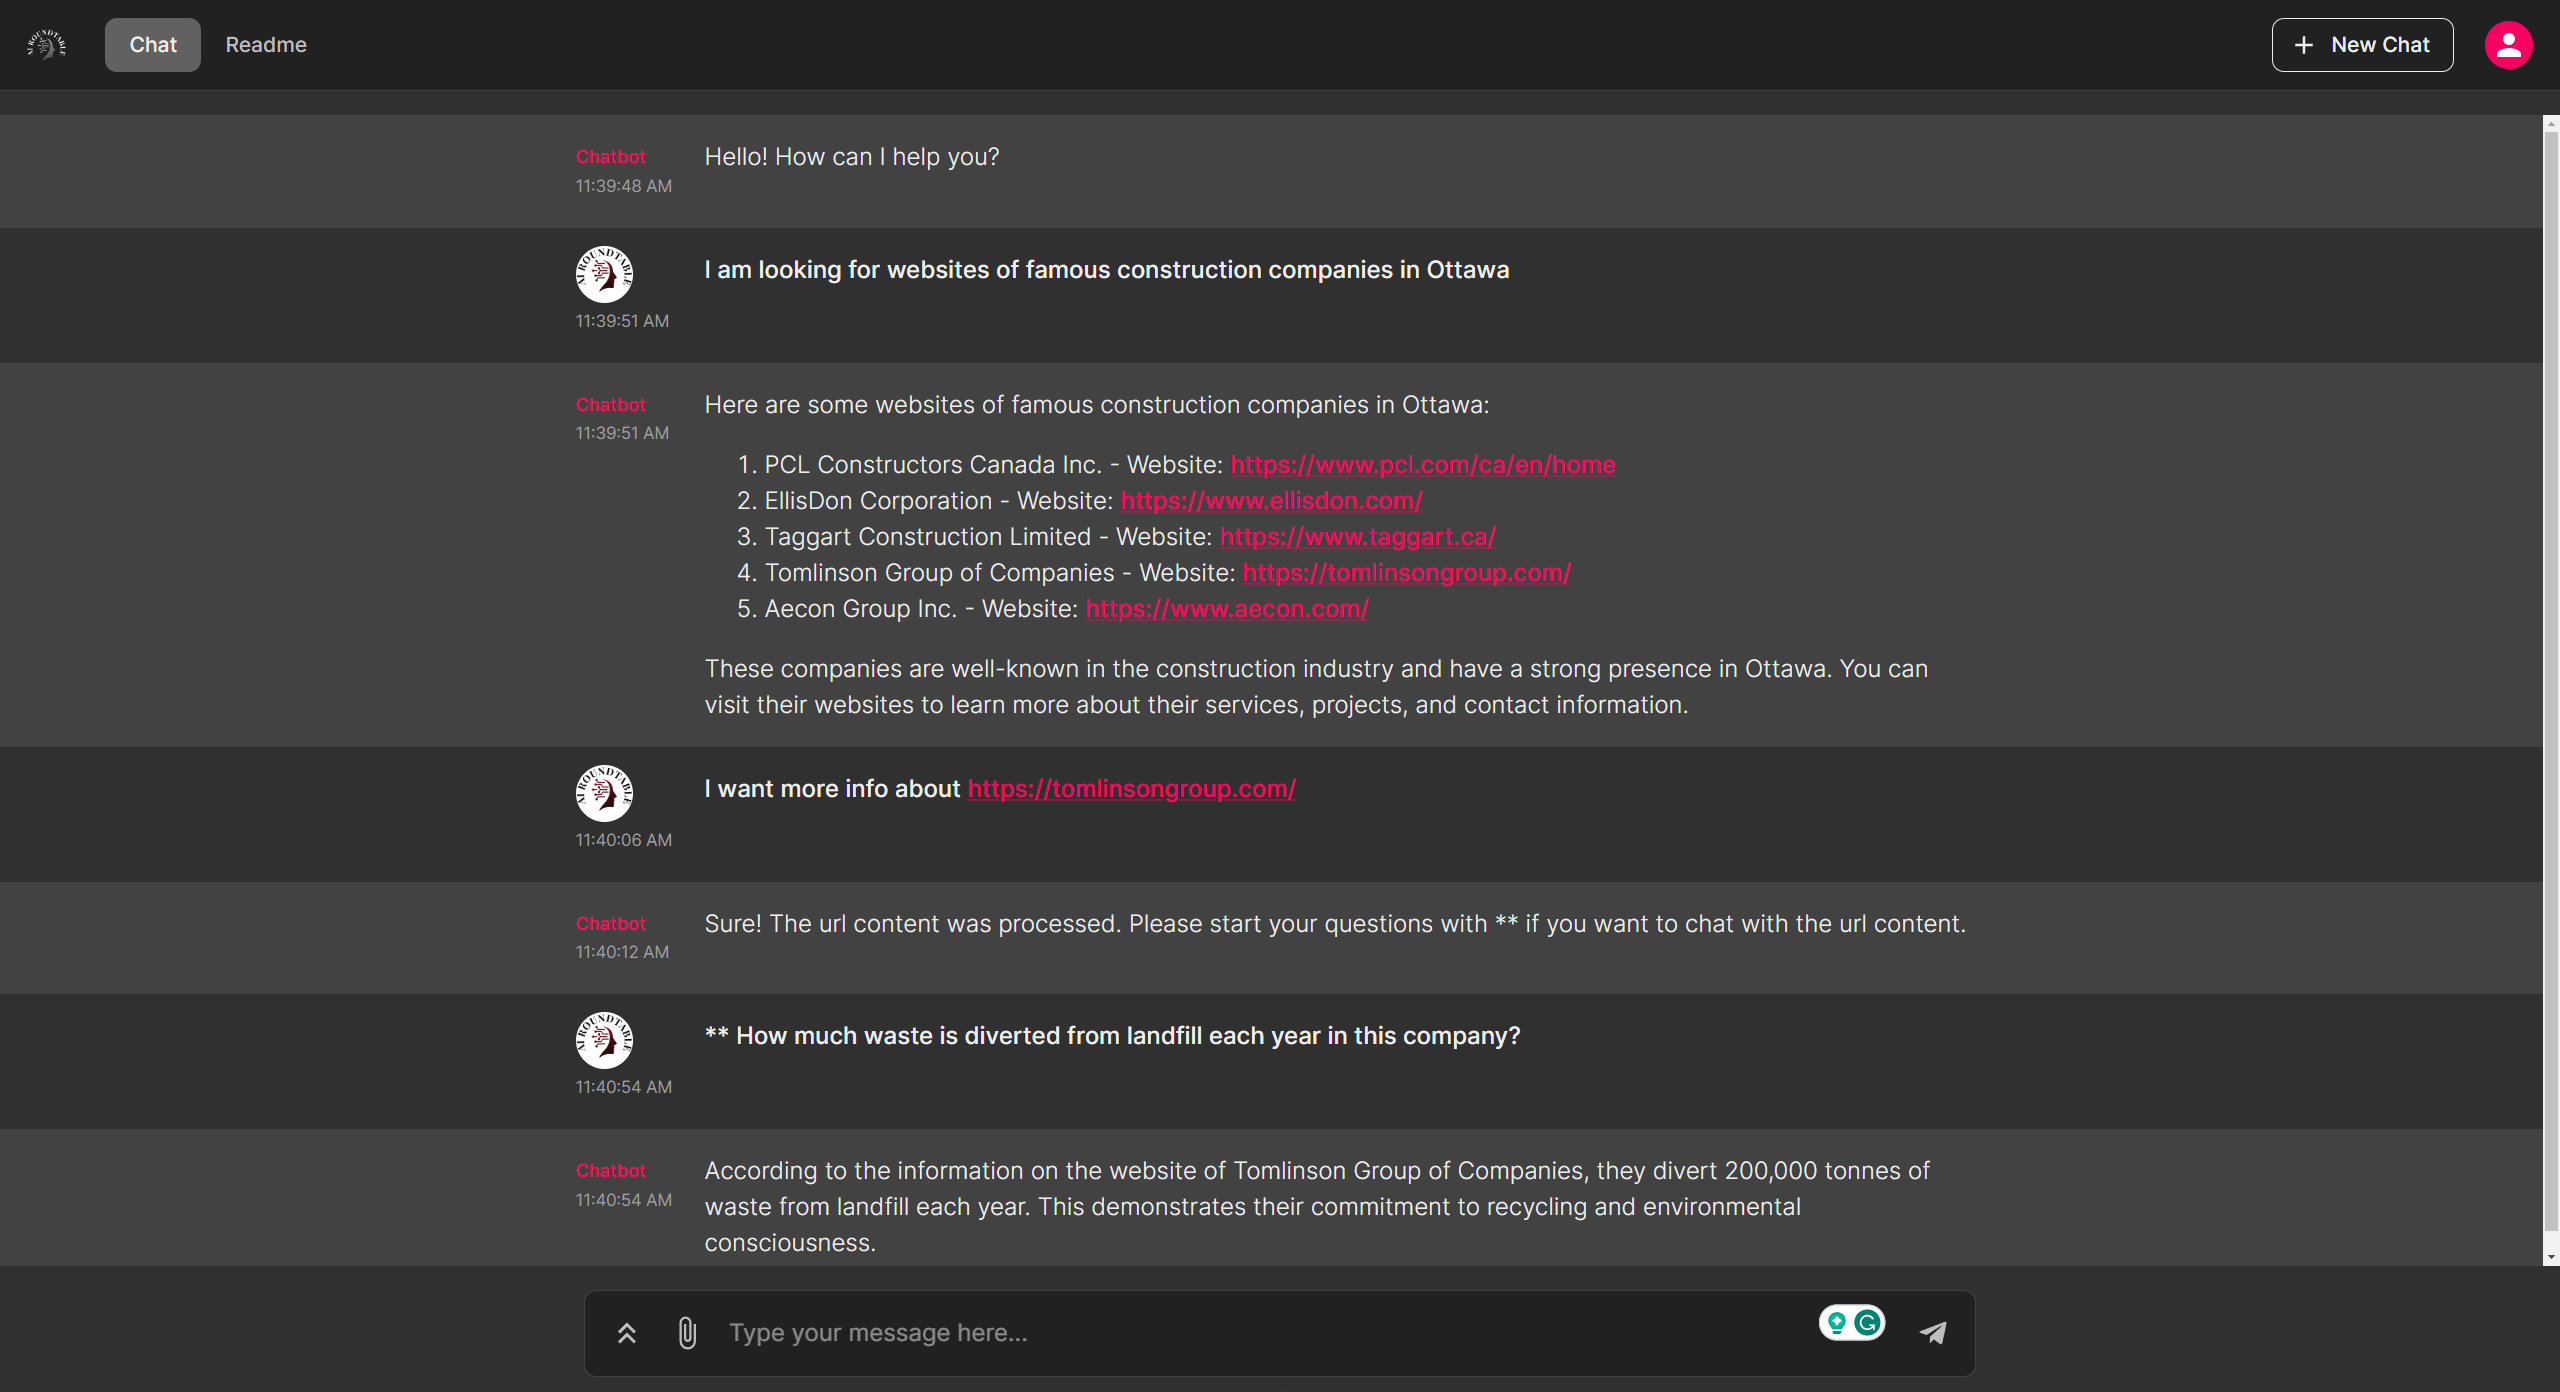 AI ROUNDTABLE
Chat
Readme
+ New Chat
Chatbot
11:39:48 AM
Hello! How can I help you?
AI ROUNDTABLE
11:39:51 AM
I am looking for websites of famous construction companies in Ottawa
Chatbot
11:39:51 AM
Here are some websites of famous construction companies in Ottawa:
1. PCL Constructors Canada Inc. - Website: https://www.pcl.com/ca/en/home
2. EllisDon Corporation - Website: https://www.ellisdon.com/
3. Taggart Construction Limited - Website: https://www.taggart.ca/
4. Tomlinson Group of Companies - Website: https://tomlinsongroup.com/
5. Aecon Group Inc. - Website: https://www.aecon.com/
These companies are well-known in the construction industry and have a strong presence in Ottawa. You can
visit their websites to learn more about their services, projects, and contact information.
AI ROUNDTABLE
11:40:06 AM
I want more info about https://tomlinsongroup.com/
Chatbot
11:40:12 AM
Sure! The url content was processed. Please start your questions with ** if you want to chat with the url content.
AI ROUNDTABLE
11:40:54 AM
** How much waste is diverted from landfill each year in this company?
Chatbot
11:40:54 AM
According to the information on the website of Tomlinson Group of Companies, they divert 200,000 tonnes of
waste from landfill each year. This demonstrates their commitment to recycling and environmental
consciousness.
Type your message here...